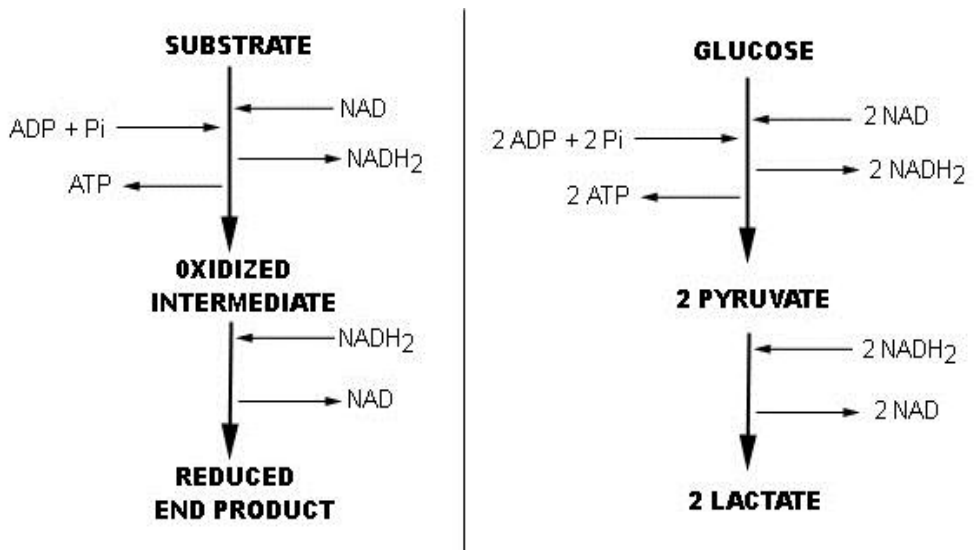 SUBSTRATE
NAD
ADP + Pi
NADH2
ATP
0XIDIZED
INTERMEDIATE
NADH2
NAD
REDUCED
END PRODUCT
GLUCOSE
2 NAD
2 ADP + 2 Pi
2 NADH2
2 ATP
2 PYRUVATE
2 NADH2
2 NAD
2 LACTATE